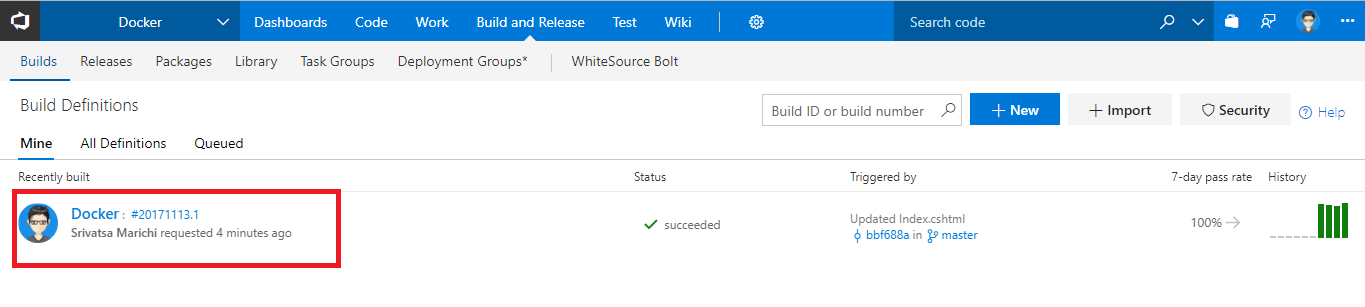 Docker Dashboards Code Work Build and Release Test Wiki Search code
Builds Releases Packages Library Task Groups Deployment Groups* WhiteSource Bolt
Build Definitions
Build ID or build number
+ New
+ Import
Security
Help
Mine All Definitions Queued
Recently built Status Triggered by 7-day pass rate History
Docker : #20171113.1
Srivatsa Marichi requested 4 minutes ago
succeeded
Updated Index.cshtml
bbf688a in master
100%